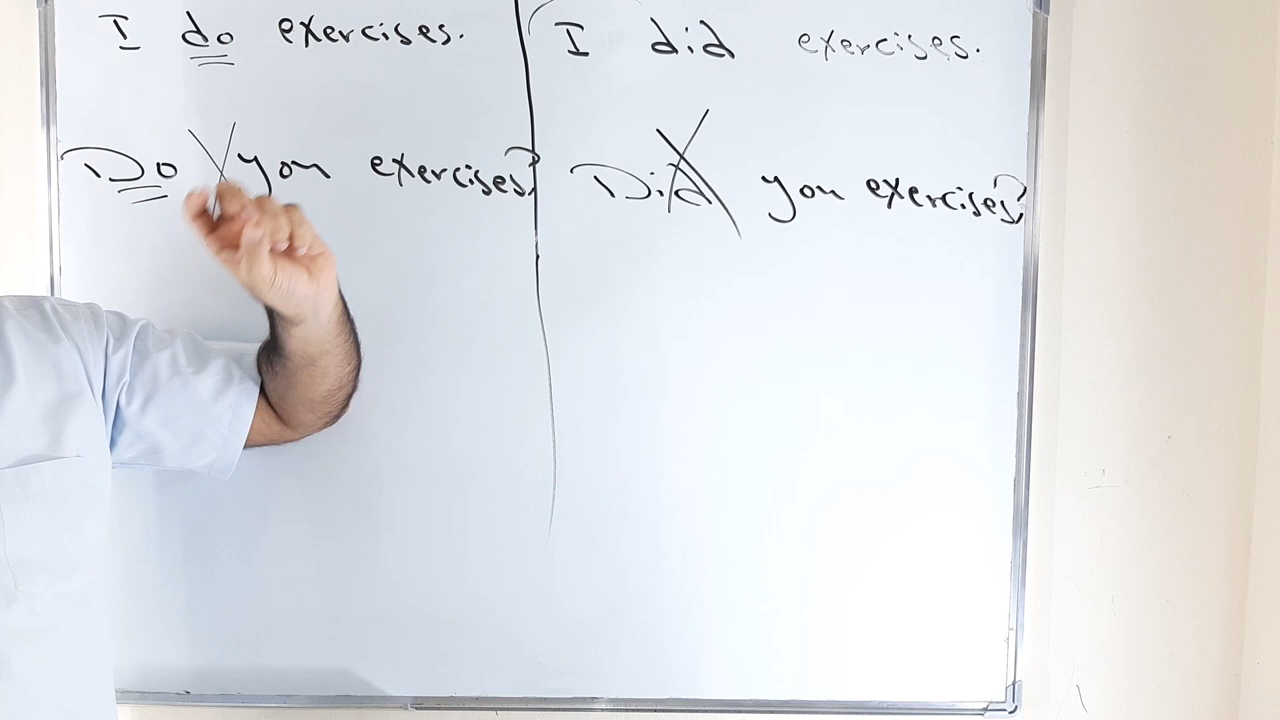 I do exercises.
Do you exercises?
I did exercises.
Did you exercises?